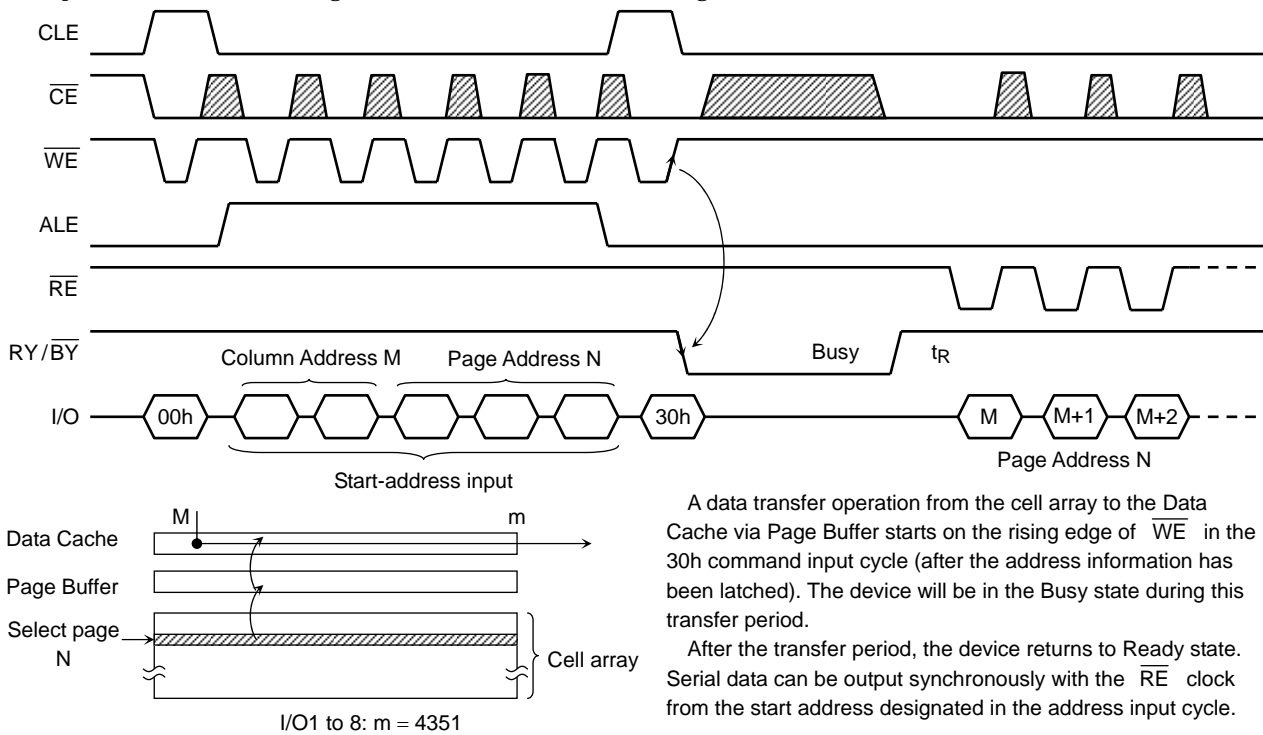 CLE
CE
WE
ALE
RE
RY/BY
Busy
tR
Column Address M
Page Address N
I/O
00h
30h
M
M+1
M+2
Page Address N
Start-address input
M
m
Data Cache
Page Buffer
Select page
N
Cell array
I/O1 to 8: m = 4351
A data transfer operation from the cell array to the Data
Cache via Page Buffer starts on the rising edge of WE in the
30h command input cycle (after the address information has
been latched). The device will be in the Busy state during this
transfer period.
After the transfer period, the device returns to Ready state.
Serial data can be output synchronously with the RE clock
from the start address designated in the address input cycle.